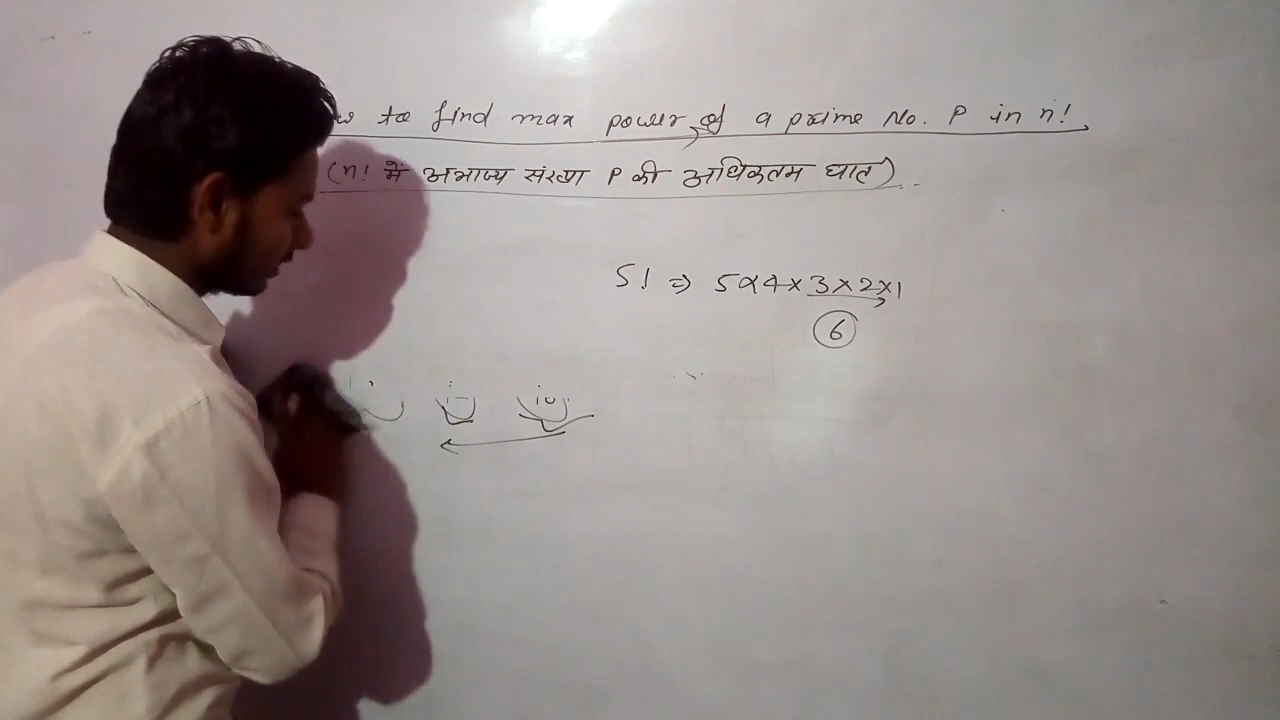 to find max power of a prime No. P in n!
(n! में अभाज्य संख्या P की अधिकतम घात)
5! => 5×4×3×2×1
6